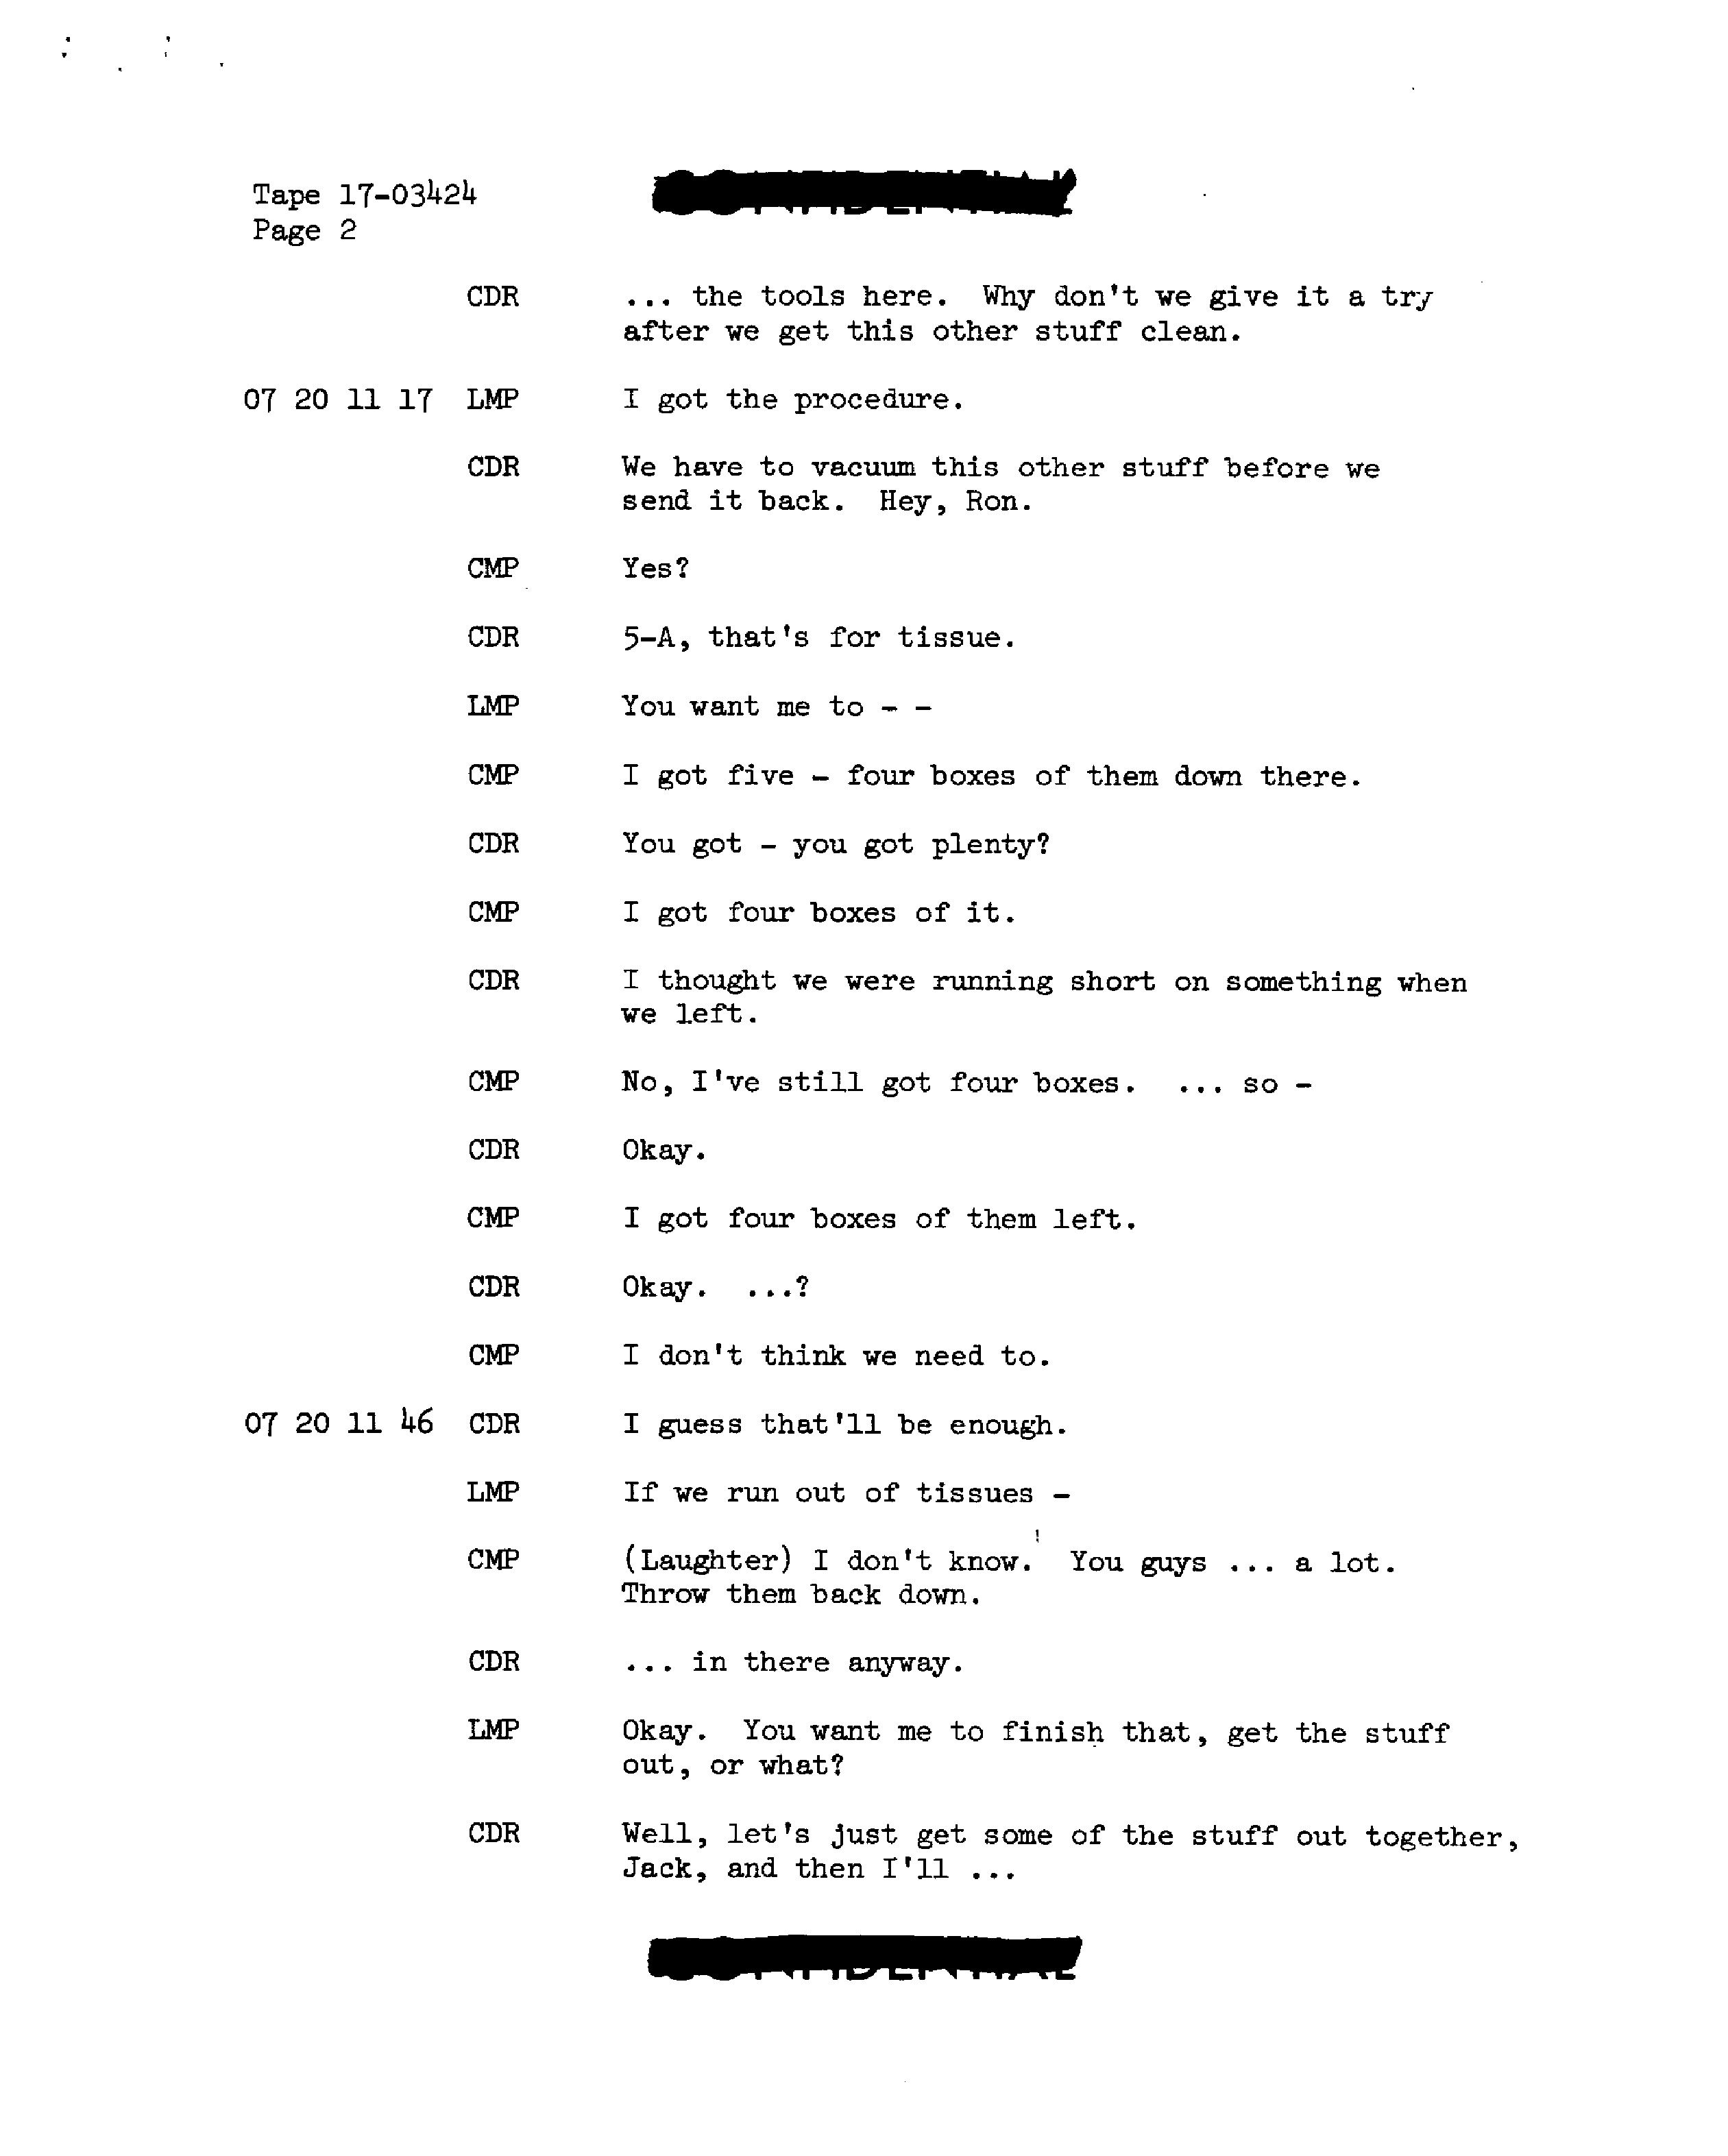 Tape 17-03424
Page 2
CDR ... the tools here. Why don't we give it a try
after we get this other stuff clean.
07 20 11 17 LMP I got the procedure.
CDR We have to vacuum this other stuff before we
send it back. Hey, Ron.
CMP Yes?
CDR 5-A, that's for tissue.
LMP You want me to - -
CMP I got five - four boxes of them down there.
CDR You got - you got plenty?
CMP I got four boxes of it.
CDR I thought we were running short on something when
we left.
CMP No, I've still got four boxes. ... so -
CDR Okay.
CMP I got four boxes of them left.
CDR Okay. ...?
CMP I don't think we need to.
07 20 11 46 CDR I guess that'll be enough.
LMP If we run out of tissues -
CMP (Laughter) I don't know. You guys ... a lot.
Throw them back down.
CDR ... in there anyway.
LMP Okay. You want me to finish that, get the stuff
out, or what?
CDR Well, let's just get some of the stuff out together,
Jack, and then I'll ...